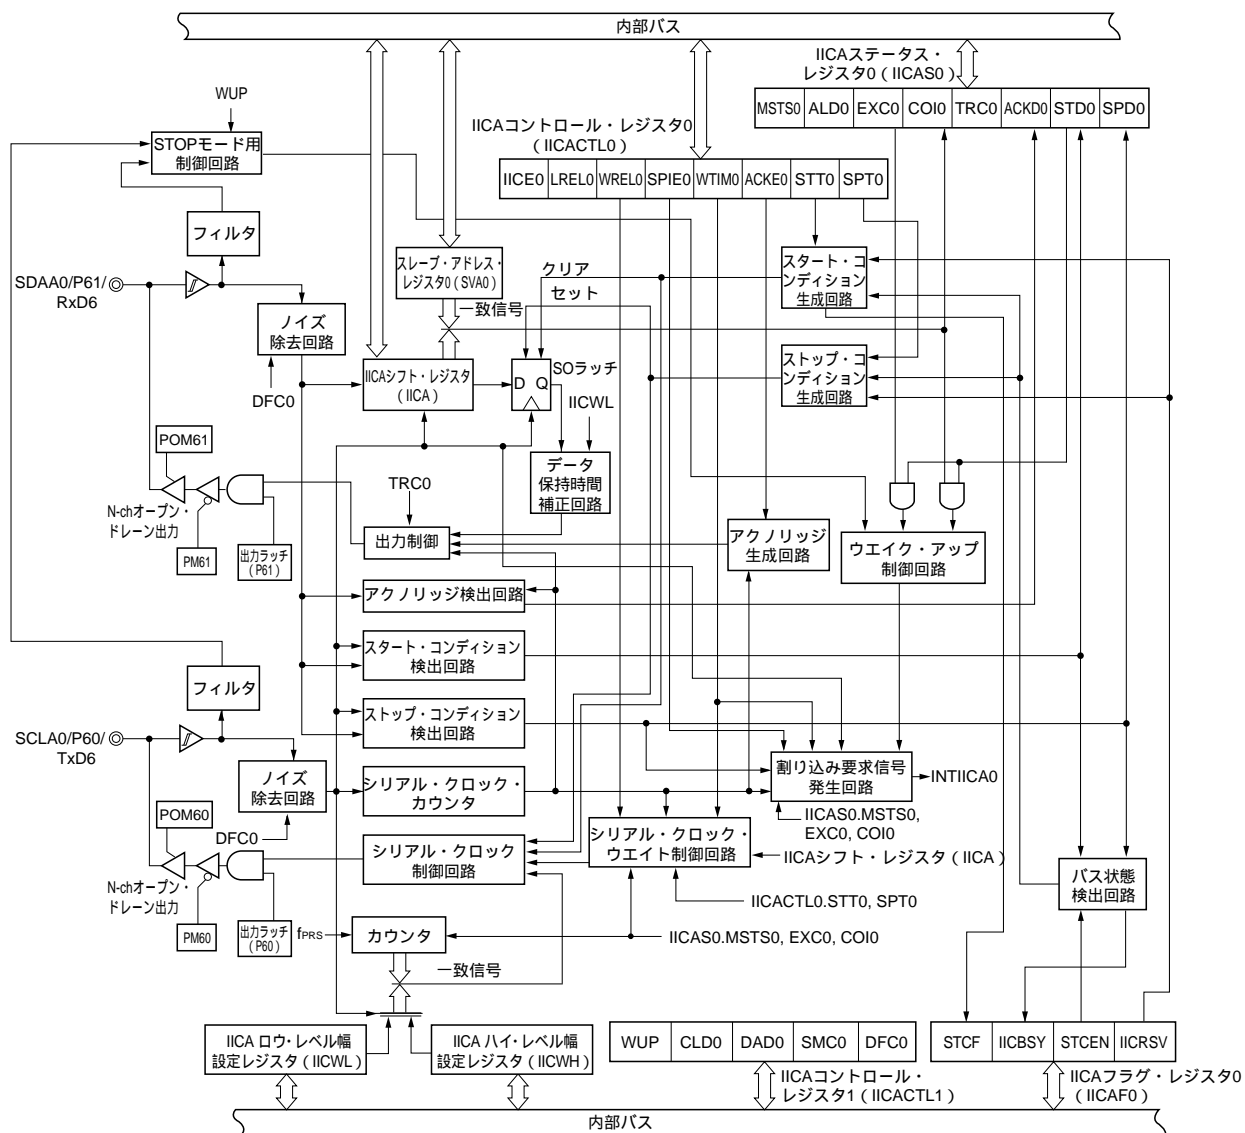 内部バス
IICAステータス・
レジスタ0（IICAS0）
MSTS0 ALD0 EXC0 COI0 TRC0 ACKD0 STD0 SPD0
WUP
STOPモード用
制御回路
IICAコントロール・レジスタ0
（IICACTL0）
IICE0 LREL0 WREL0 SPIE0 WTIM0 ACKE0 STT0 SPT0
フィルタ
スレーブ・アドレス・
レジスタ0（SVA0）
クリア
セット
スタート・コ
ンディション
生成回路
SDAA0/P61/
RxD6
ノイズ
除去回路
一致信号
DFC0
IICAシフト・レジスタ
（IICA）
D Q
SOラッチ
IICWL
ストップ・コ
ンディション
生成回路
POM61
データ
保持時間
補正回路
TRC0
N-chオープン・
ドレーン出力
PM61
出力ラッチ
（P61）
出力制御
アクノリッジ
生成回路
ウエイク・アップ
制御回路
アクノリッジ検出回路
スタート・コンディション
検出回路
フィルタ
ストップ・コンディション
検出回路
SCLA0/P60/
TxD6
ノイズ
除去回路
DFC0
シリアル・クロック・
カウンタ
割り込み要求信号
発生回路
INTIICA0
IICAS0.MSTS0,
EXC0, COI0
POM60
シリアル・クロック
制御回路
シリアル・クロック・
ウエイト制御回路
IICAシフト・レジスタ（IICA）
バス状態
検出回路
N-chオープン・
ドレーン出力
PM60
出力ラッチ
（P60）
IICACTL0.STT0, SPT0
fPRS
カウンタ
IICAS0.MSTS0, EXC0, COI0
一致信号
IICA ロウ・レベル幅
設定レジスタ（IICWL）
IICA ハイ・レベル幅
設定レジスタ（IICWH）
WUP CLD0 DAD0 SMC0 DFC0
STCF IICBSY STCEN IICRSV
IICAコントロール・
レジスタ1（IICACTL1）
IICAフラグ・レジスタ0
（IICAF0）
内部バス